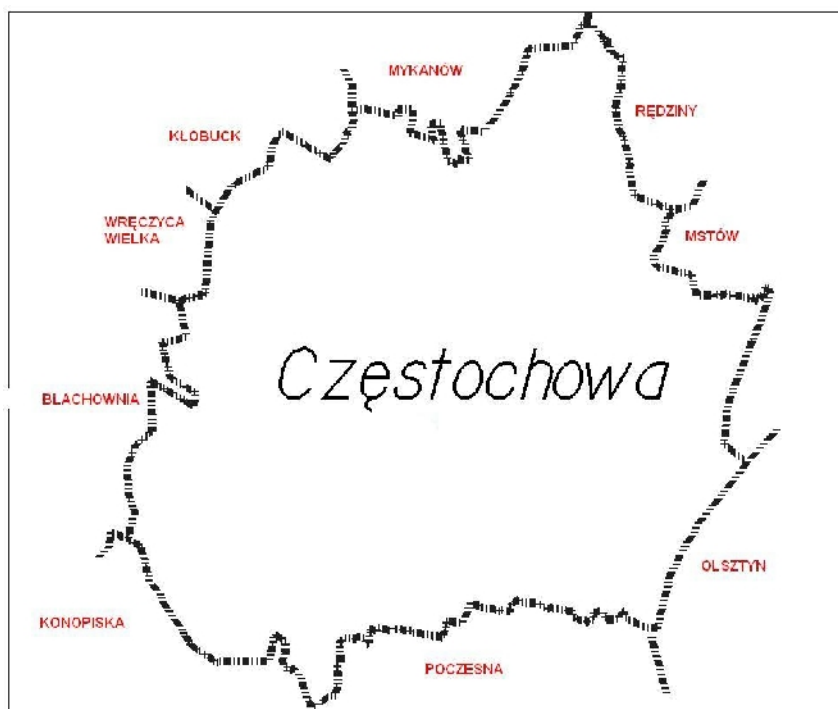 MYKANÓW
RĘDZINY
KŁOBUCK
WRĘCZYCA
WIELKA
MSTÓW
Częstochowa
BLACHOWNIA
OLSZTYN
KONOPISKA
POCZESNA